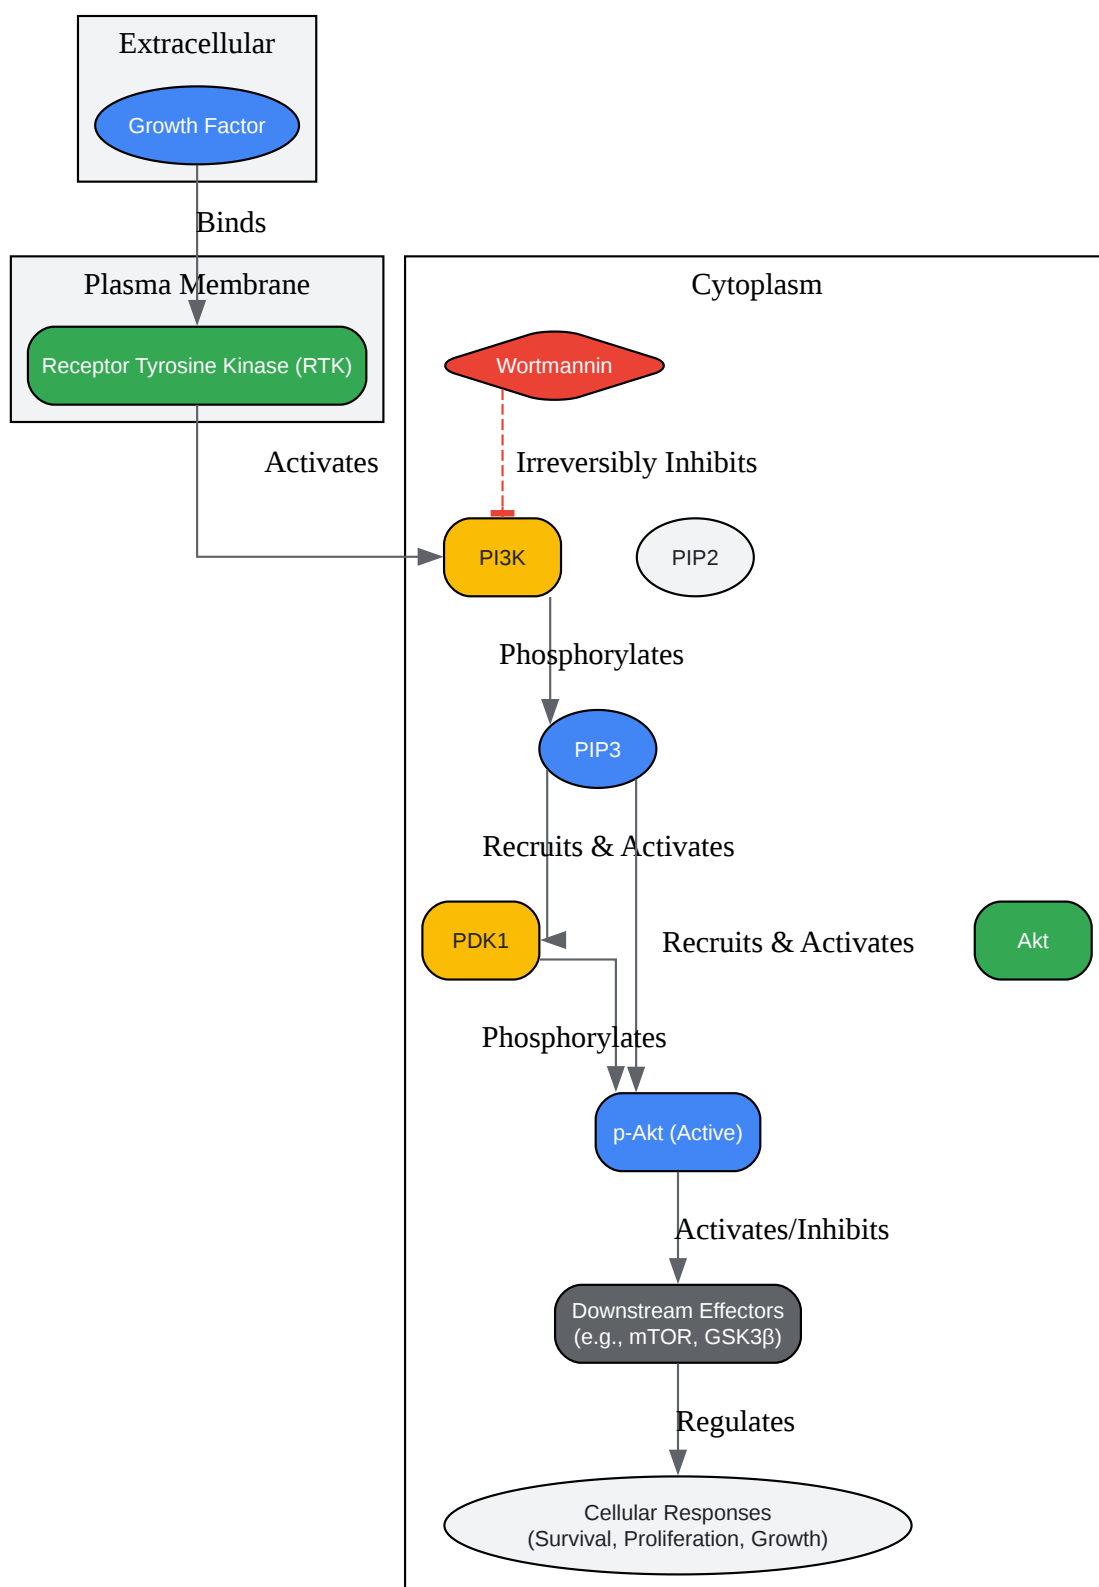 Extracellular
Growth Factor
Binds
Plasma Membrane
Receptor Tyrosine Kinase (RTK)
Activates
Cytoplasm
Wortmannin
Irreversibly Inhibits
PI3K
PIP2
Phosphorylates
PIP3
Recruits & Activates
PDK1
Recruits & Activates
Akt
Phosphorylates
p-Akt (Active)
Activates/Inhibits
Downstream Effectors
(e.g., mTOR, GSK3β)
Regulates
Cellular Responses
(Survival, Proliferation, Growth)